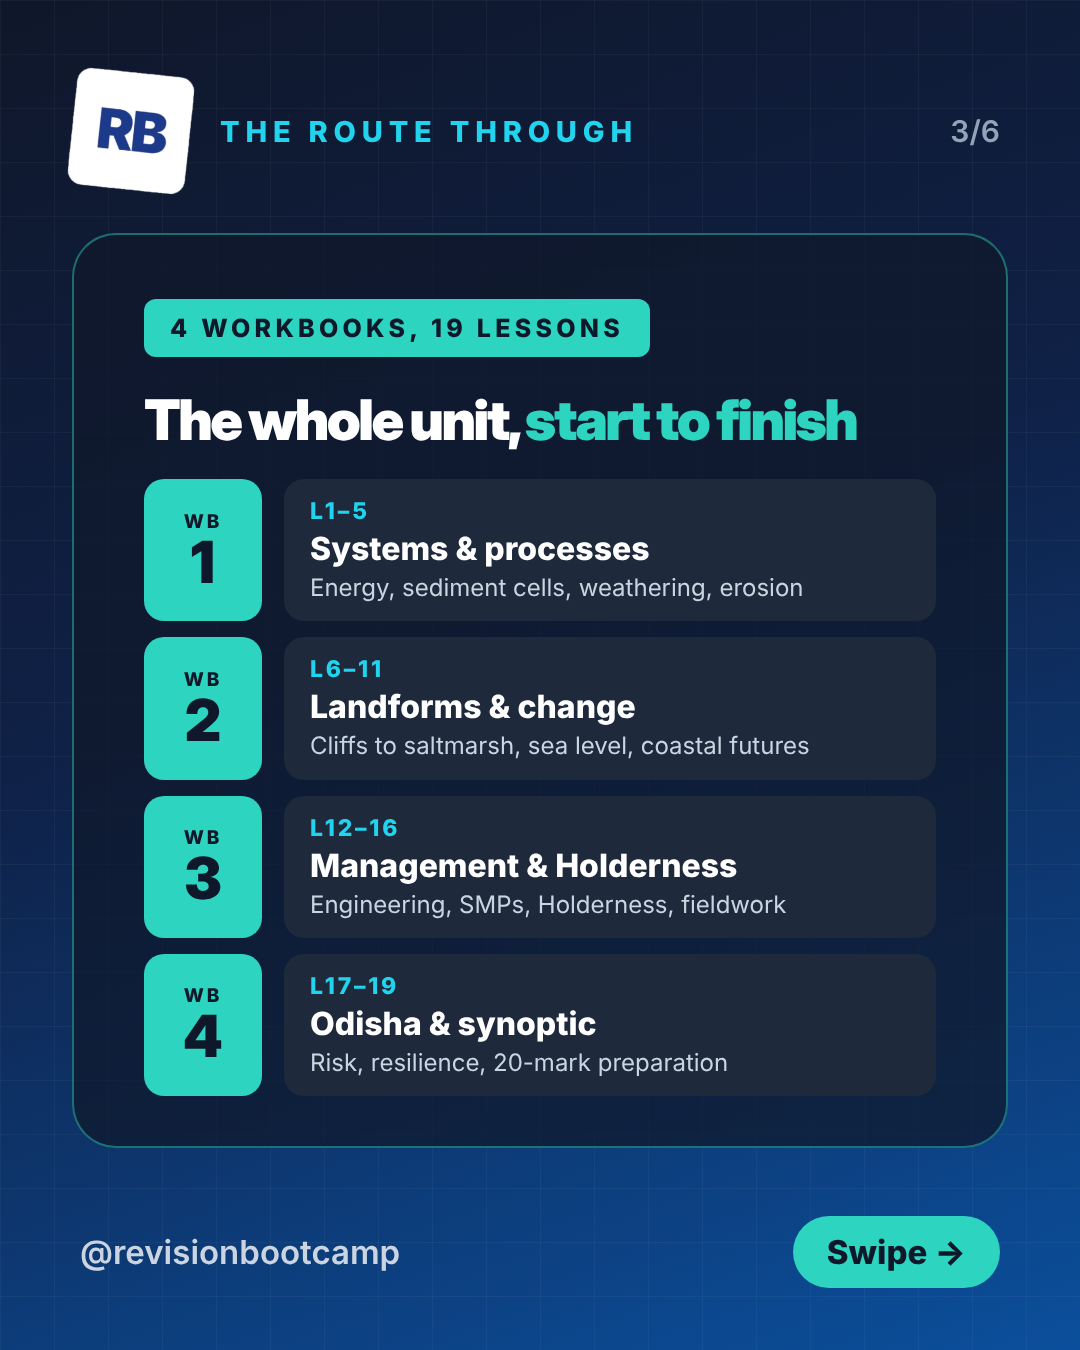 RB
THE ROUTE THROUGH
3/6
4 WORKBOOKS, 19 LESSONS
The whole unit, start to finish
WB
1
L1–5
Systems & processes
Energy, sediment cells, weathering, erosion
WB
2
L6–11
Landforms & change
Cliffs to saltmarsh, sea level, coastal futures
WB
3
L12–16
Management & Holderness
Engineering, SMPs, Holderness, fieldwork
WB
4
L17–19
Odisha & synoptic
Risk, resilience, 20-mark preparation
@revisionbootcamp
Swipe →